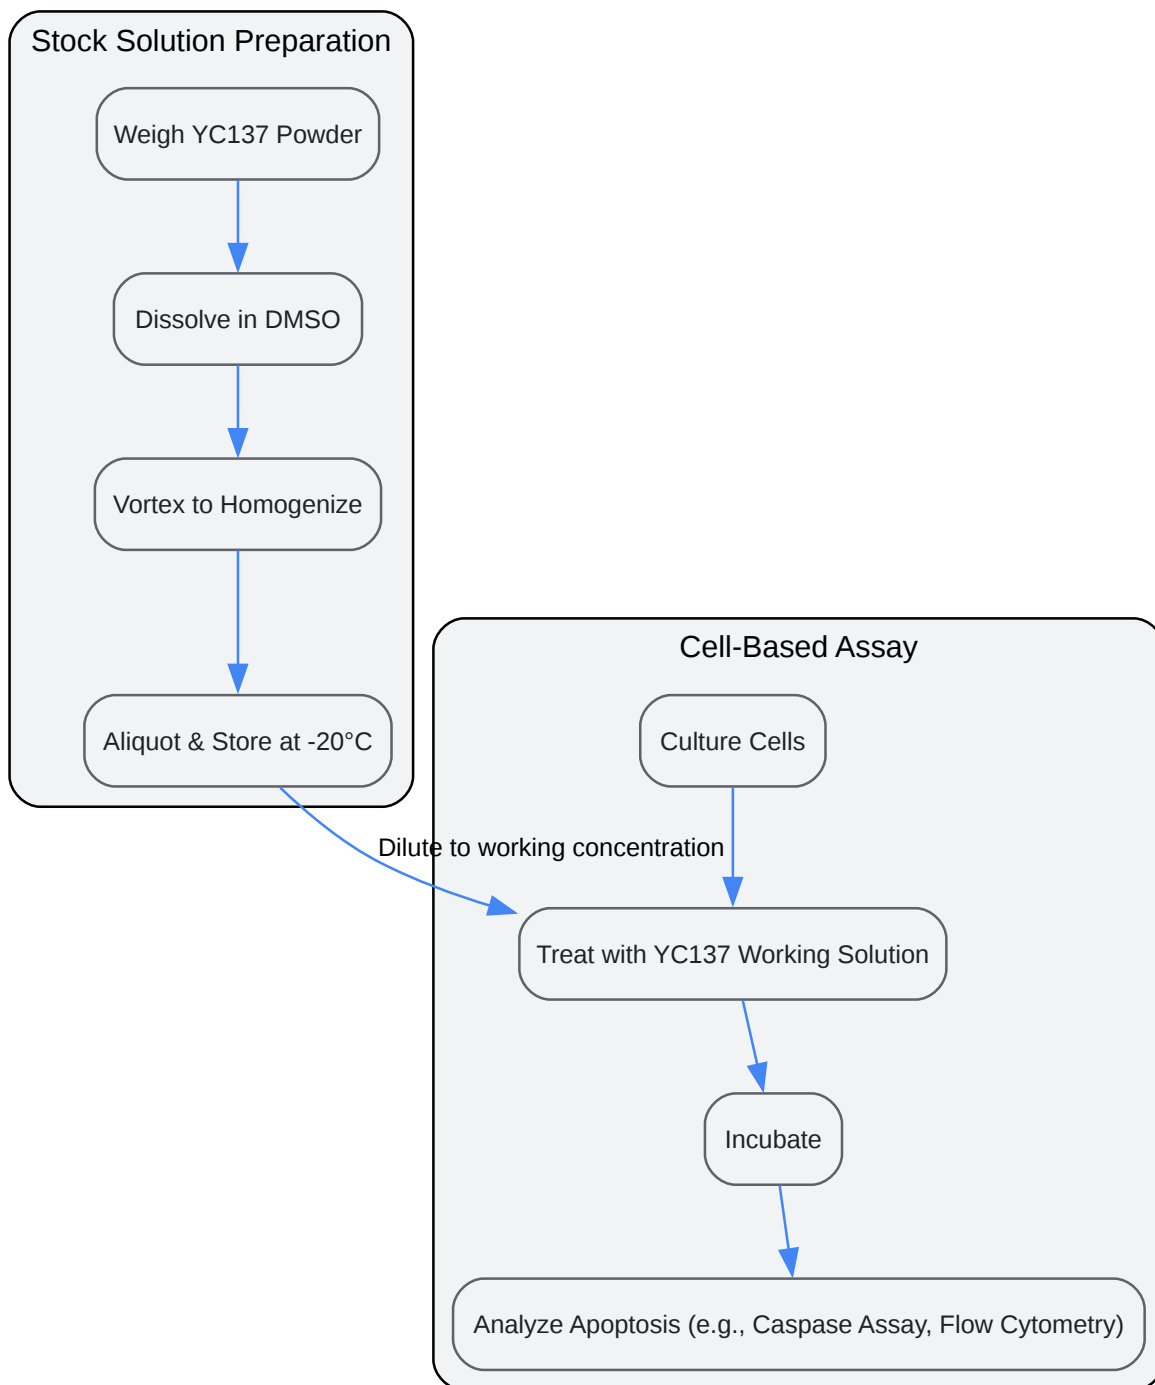 Stock Solution Preparation
Weigh YC137 Powder
Dissolve in DMSO
Vortex to Homogenize
Aliquot & Store at -20°C
Dilute to working concentration
Cell-Based Assay
Culture Cells
Treat with YC137 Working Solution
Incubate
Analyze Apoptosis (e.g., Caspase Assay, Flow Cytometry)